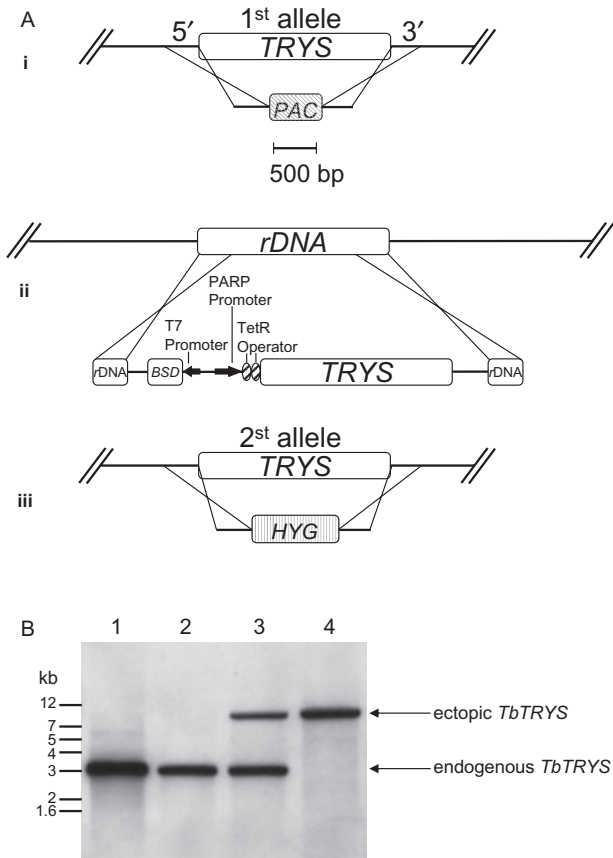 A
1st allele
5′
TRYS
3′
i
PAC
500 bp
rDNA
ii
PARP
Promoter
T7
Promoter
TetR
Operator
rDNA
BSD
TRYS
rDNA
2st allele
TRYS
iii
HYG
B
1 2 3 4
kb
12
7
5
4
3
2
1.6
ectopic TbTRYS
endogenous TbTRYS